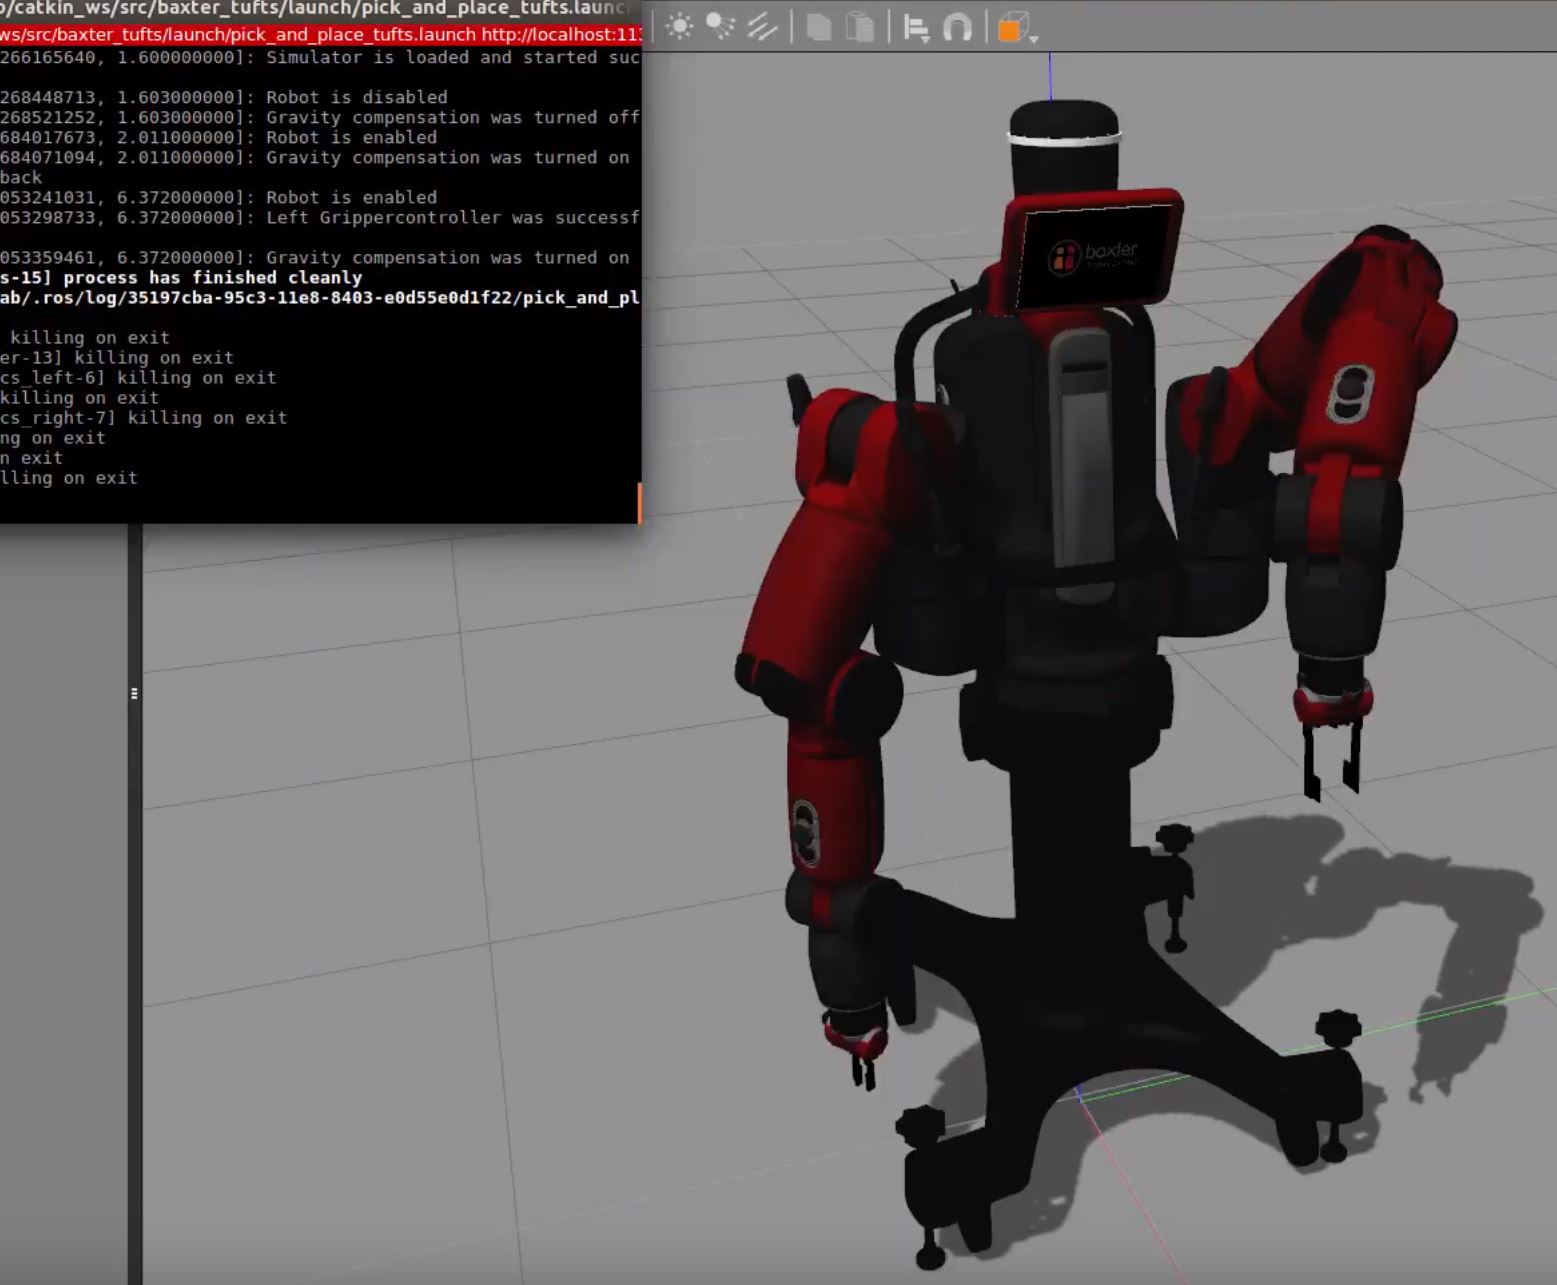 o/catkin_ws/src/baxter_tufts/launch/pick_and_place_tufts.launc
ws/src/baxter_tufts/launch/pick_and_place_tufts.launch http://localhost:113
266165640, 1.600000000]: Simulator is loaded and started suc
268448713, 1.603000000]: Robot is disabled
268521252, 1.603000000]: Gravity compensation was turned off
684017673, 2.011000000]: Robot is enabled
684071094, 2.011000000]: Gravity compensation was turned on
back
053241031, 6.372000000]: Robot is enabled
053298733, 6.372000000]: Left Grippercontroller was successf
053359461, 6.372000000]: Gravity compensation was turned on
s-15] process has finished cleanly
ab/.ros/log/35197cba-95c3-11e8-8403-e0d55e0d1f22/pick_and_pl
killing on exit
er-13] killing on exit
cs_left-6] killing on exit
killing on exit
cs_right-7] killing on exit
ng on exit
n exit
lling on exit
baxter